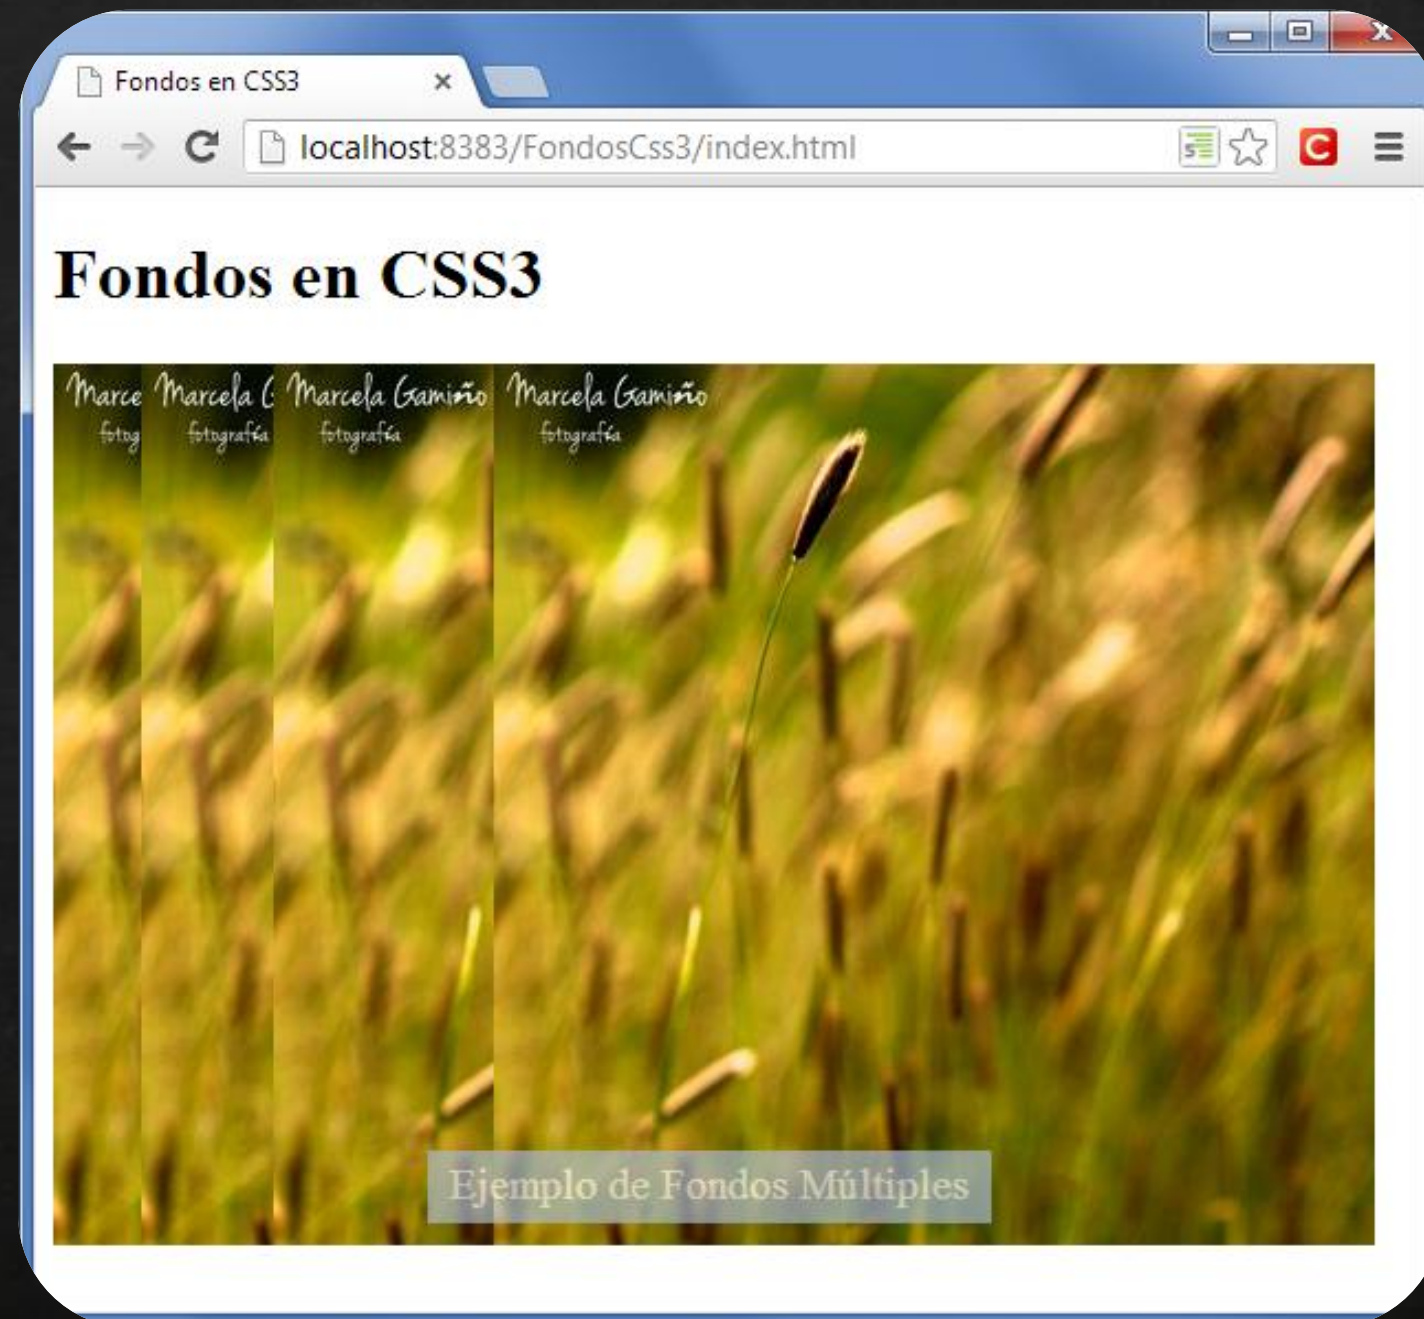 Fondos en CSS3
localhost:8383/FondosCss3/index.html
Fondos en CSS3
Marce Marcela G Marcela Gamiño Marcela Gamiño
fotog fotografía fotografía fotografía
Ejemplo de Fondos Múltiples